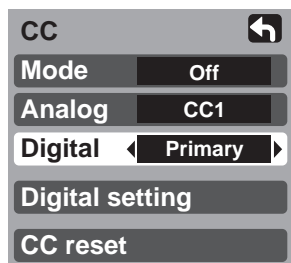 CC
Mode Off
Analog CC1
Digital Primary
Digital setting
CC reset